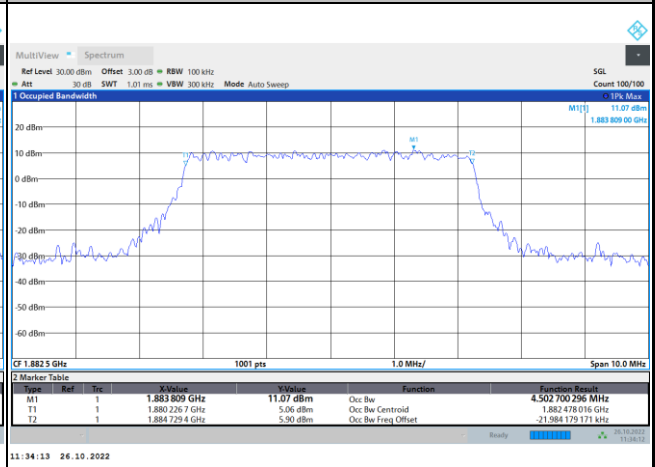 MultiView Spectrum
Ref Level 30.00 dBm Offset 3.00 dB RBW 100 kHz SGL
Att 30 dB SWT 1.01 ms VBW 300 kHz Mode Auto Sweep Count 100/100
1 Occupied Bandwidth 1Pk Max
M1[1] 11.07 dBm
1.883 809 00 GHz
20 dBm
M1
10 dBm
T1
T2
0 dBm
-10 dBm
-20 dBm
-30 dBm
-40 dBm
-50 dBm
-60 dBm
CF 1.882 5 GHz 1001 pts 1.0 MHz/ Span 10.0 MHz
2 Marker Table
Type Ref Trc X-Value Y-Value Function Function Result
M1 1 1.883 809 GHz 11.07 dBm Occ Bw 4.502 700 296 MHz
T1 1 1.880 226 7 GHz 5.06 dBm Occ Bw Centroid 1.882 478 016 GHz
T2 1 1.884 729 4 GHz 5.90 dBm Occ Bw Freq Offset -21.984 179 171 kHz
Ready 26.10.2022
11:34:12
11:34:13 26.10.2022